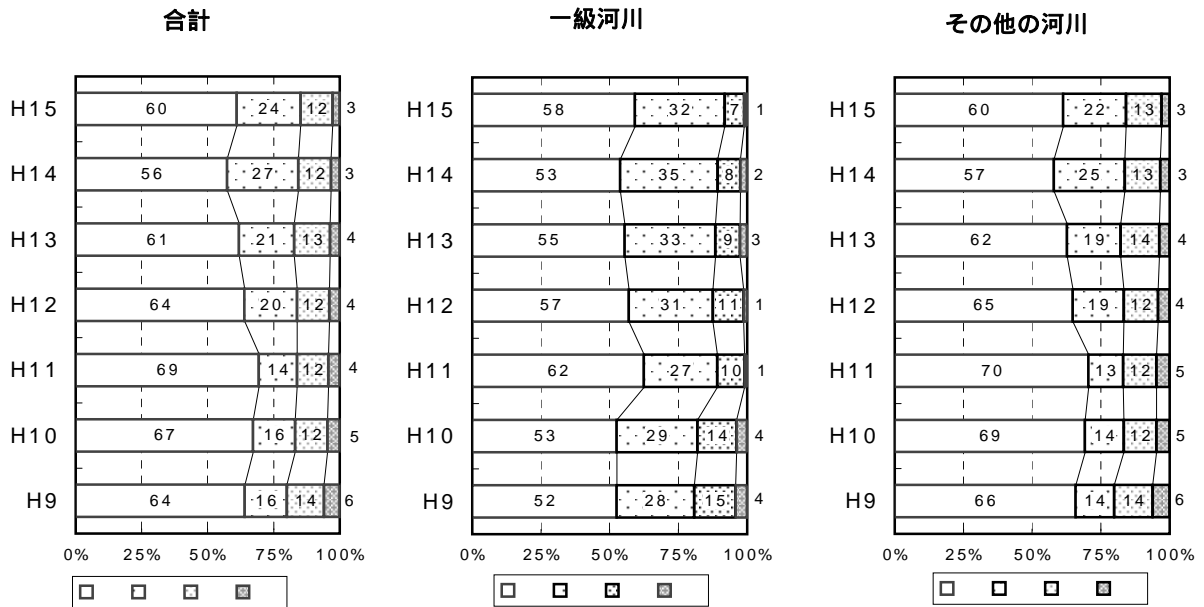 合計
H15 60 24 12 3
H14 56 27 12 3
H13 61 21 13 4
H12 64 20 12 4
H11 69 14 12 4
H10 67 16 12 5
H9 64 16 14 6
0% 25% 50% 75% 100%
一級河川
H15 58 32 7 1
H14 53 35 8 2
H13 55 33 9 3
H12 57 31 11 1
H11 62 27 10 1
H10 53 29 14 4
H9 52 28 15 4
0% 25% 50% 75% 100%
その他の河川
H15 60 22 13 3
H14 57 25 13 3
H13 62 19 14 4
H12 65 19 12 4
H11 70 13 12 5
H10 69 14 12 5
H9 66 14 14 6
0% 25% 50% 75% 100%